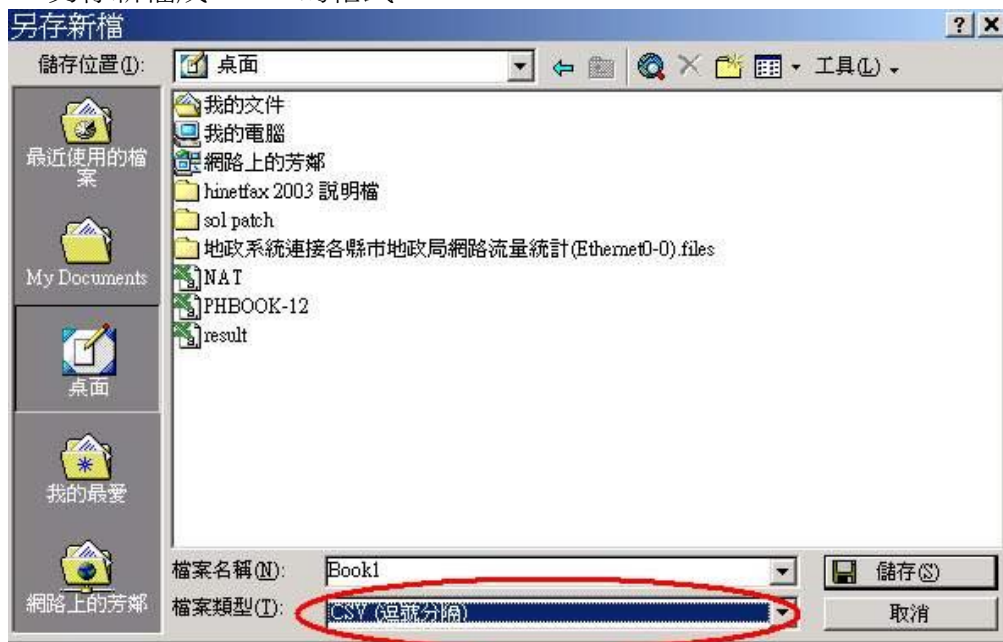 另存新檔
儲存位置(I):
桌面
工具(L)
最近使用的檔
案
My Documents
桌面
我的最愛
網路上的芳鄰
我的文件
我的電腦
網路上的芳鄰
hinetfax 2003 說明檔
sol patch
地政系統連接各縣市地政局網路流量統計(Ethernet0-0).files
NAT
PHBOOK-12
result
檔案名稱(N):
Book1
儲存(S)
檔案類型(T):
CSV (逗號分隔)
取消